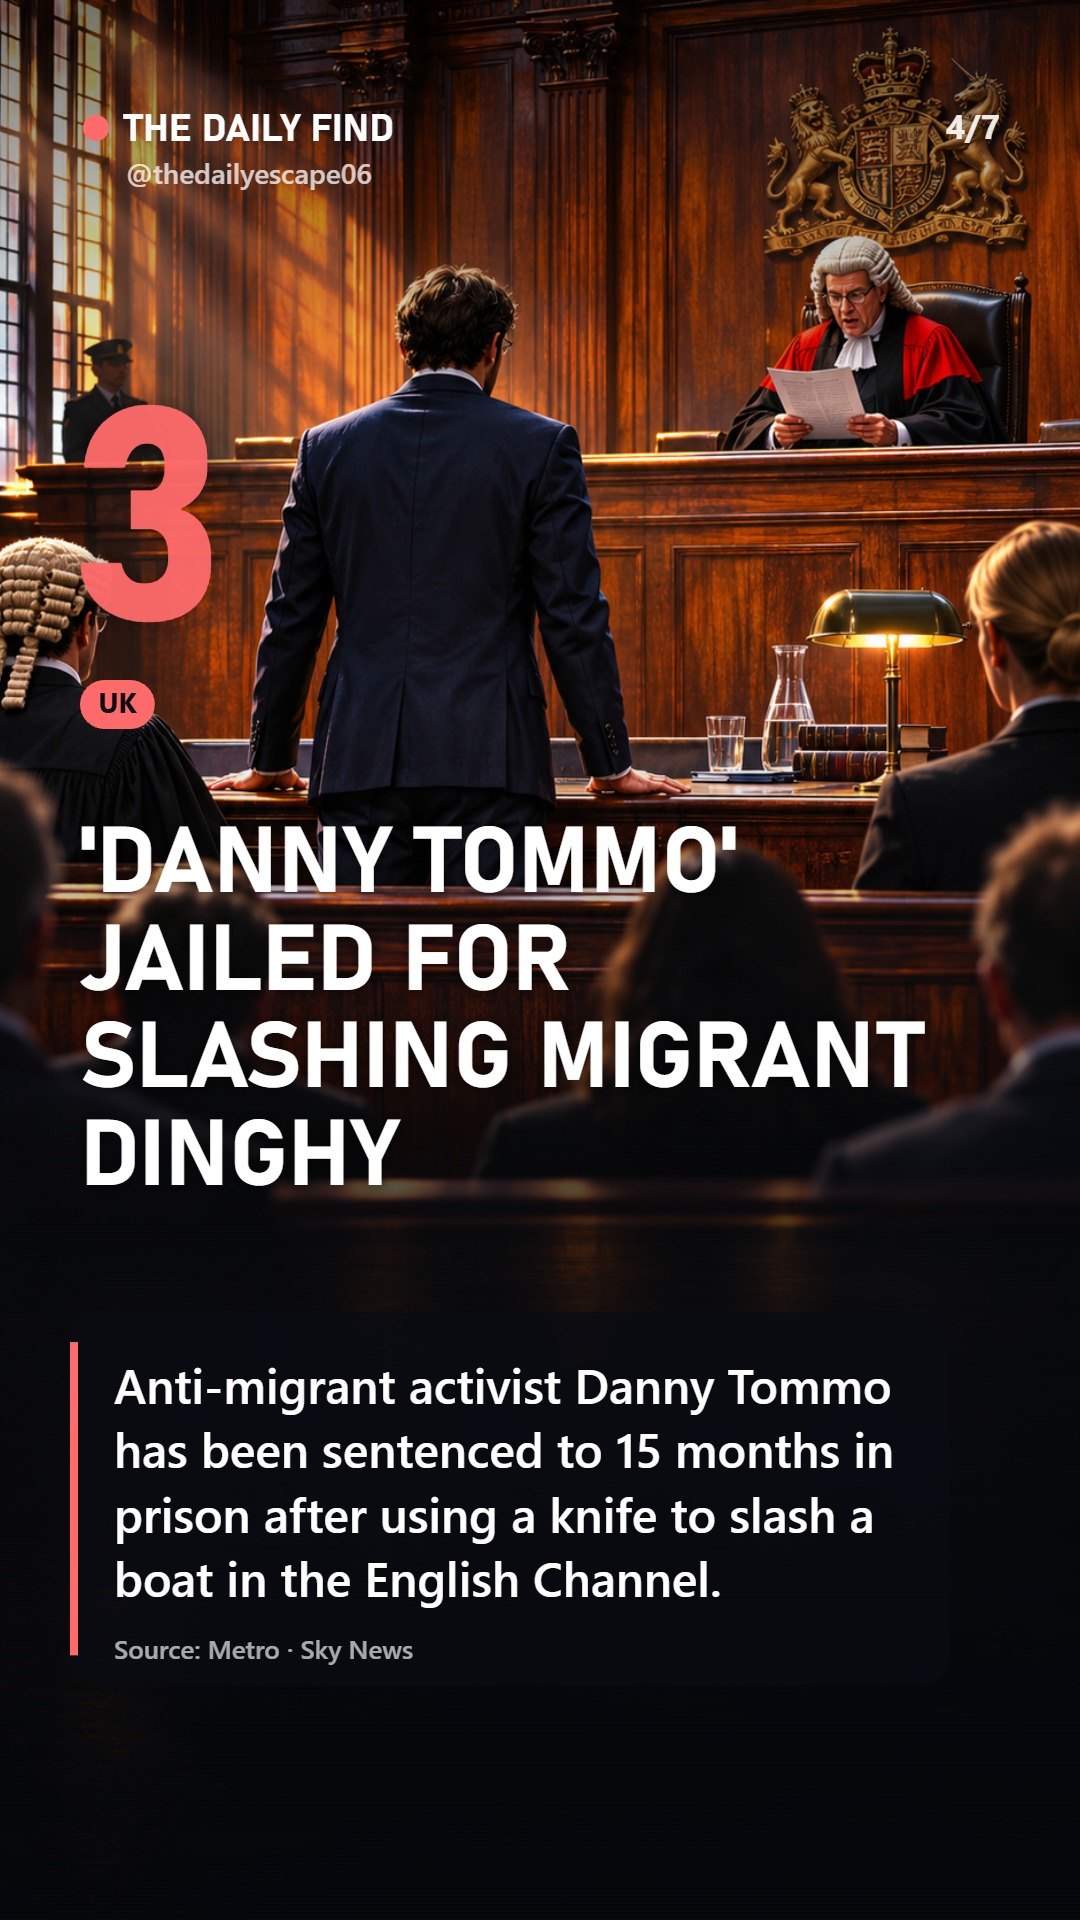 THE DAILY FIND
@thedailyescape06
4/7
3
UK
'DANNY TOMMO'
JAILED FOR
SLASHING MIGRANT
DINGHY
Anti-migrant activist Danny Tommo
has been sentenced to 15 months in
prison after using a knife to slash a
boat in the English Channel.
Source: Metro · Sky News